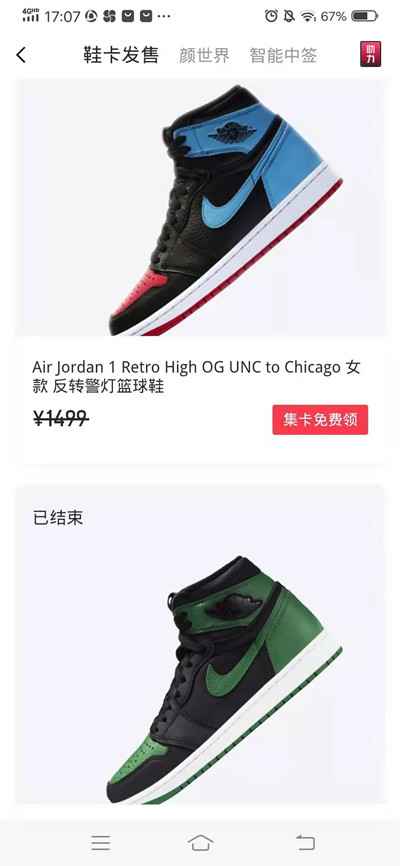 4GHD 17:07 67%
鞋卡发售 颜世界 智能中签 助力
Air Jordan 1 Retro High OG UNC to Chicago 女
款 反转警灯篮球鞋
¥1499 集卡免费领
已结束